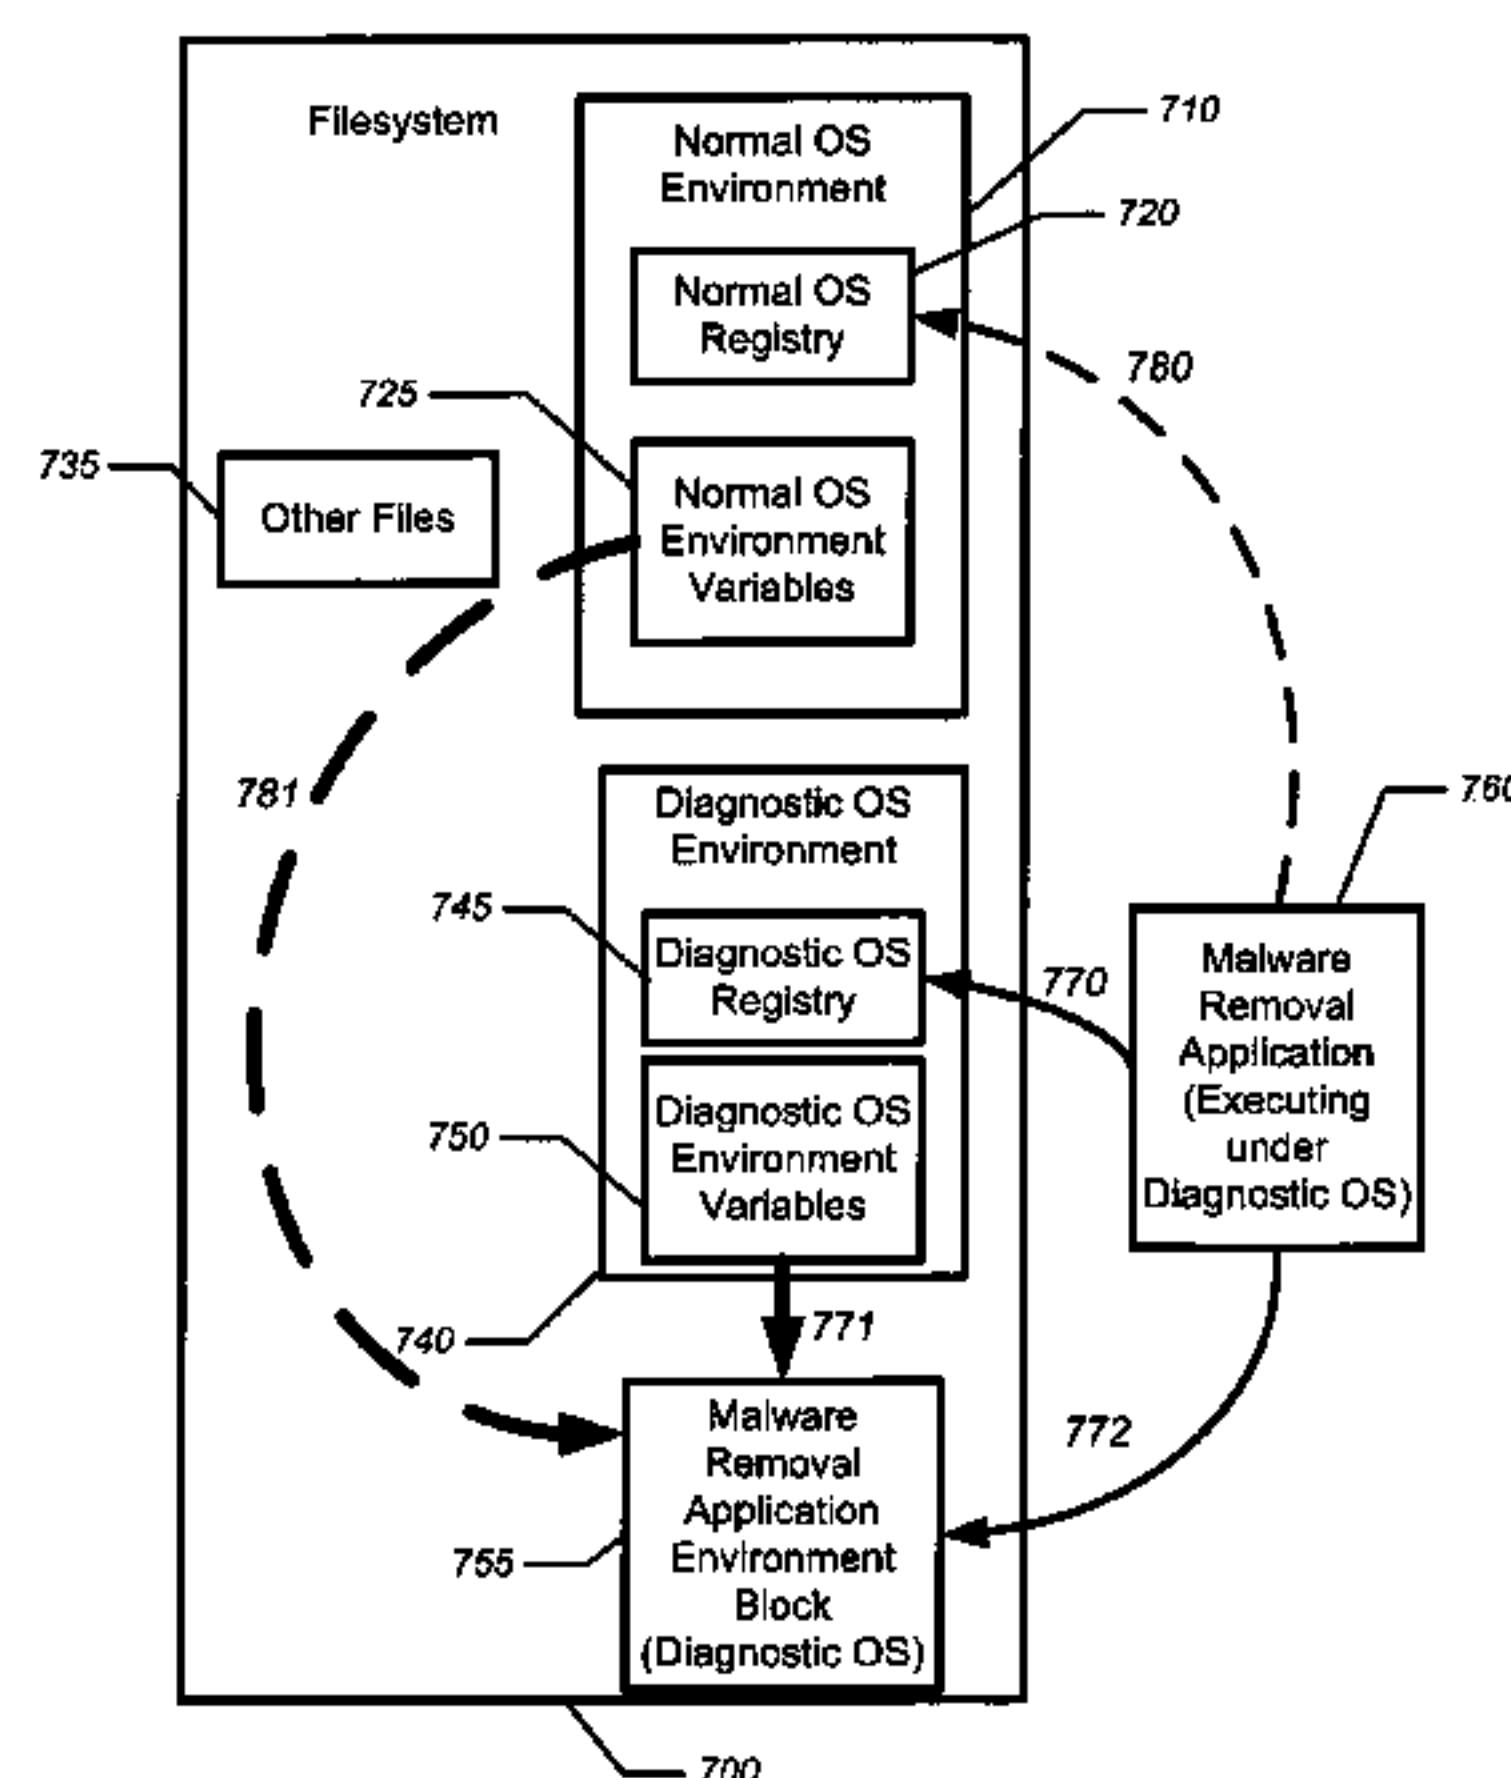 Filesystem
Normal OS
Environment
710
720
Normal OS
Registry
780
725
735
Other Files
Normal OS
Environment
Variables
781
Diagnostic OS
Environment
760
745
Diagnostic OS
Registry
770
Malware
Removal
Application
(Executing
under
Diagnostic OS)
750
Diagnostic OS
Environment
Variables
740
771
772
Malware
Removal
Application
Environment
Block
(Diagnostic OS)
755
700